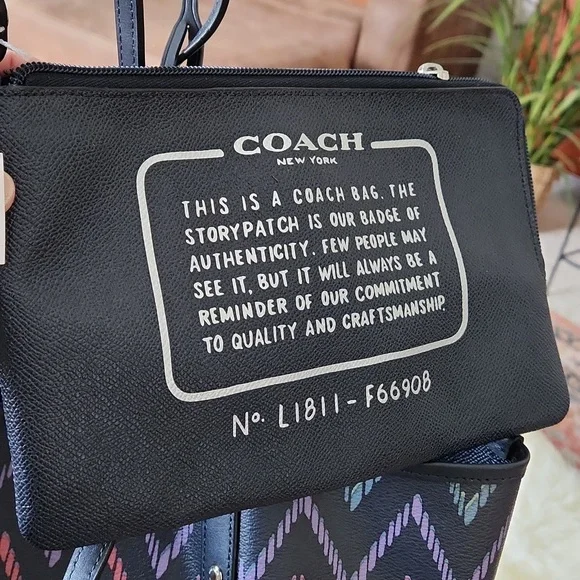 COACH
NEW YORK
THIS IS A COACH BAG. THE
STORYPATCH IS OUR BADGE OF
AUTHENTICITY. FEW PEOPLE MAY
SEE IT, BUT IT WILL ALWAYS BE A
REMINDER OF OUR COMMITMENT
TO QUALITY AND CRAFTSMANSHIP.
No. L1811-F66908